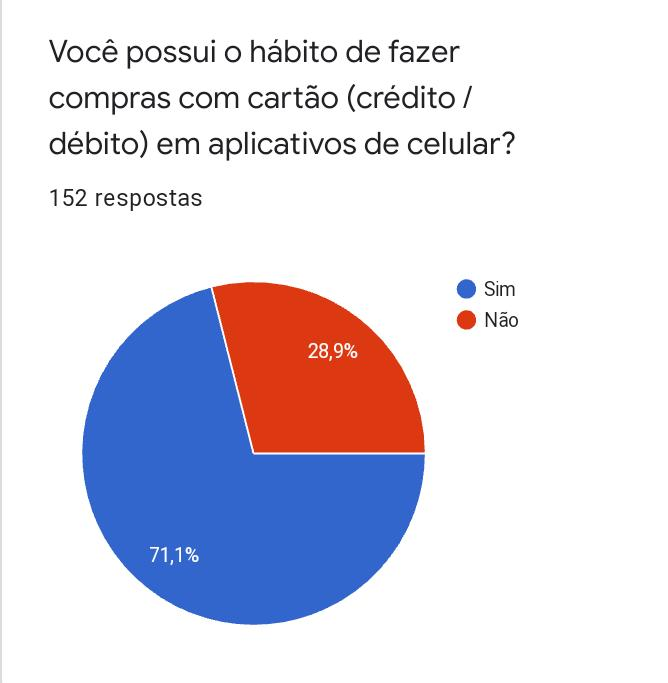 Você possui o hábito de fazer
compras com cartão (crédito /
débito) em aplicativos de celular?
152 respostas
Sim
Não
28,9%
71,1%